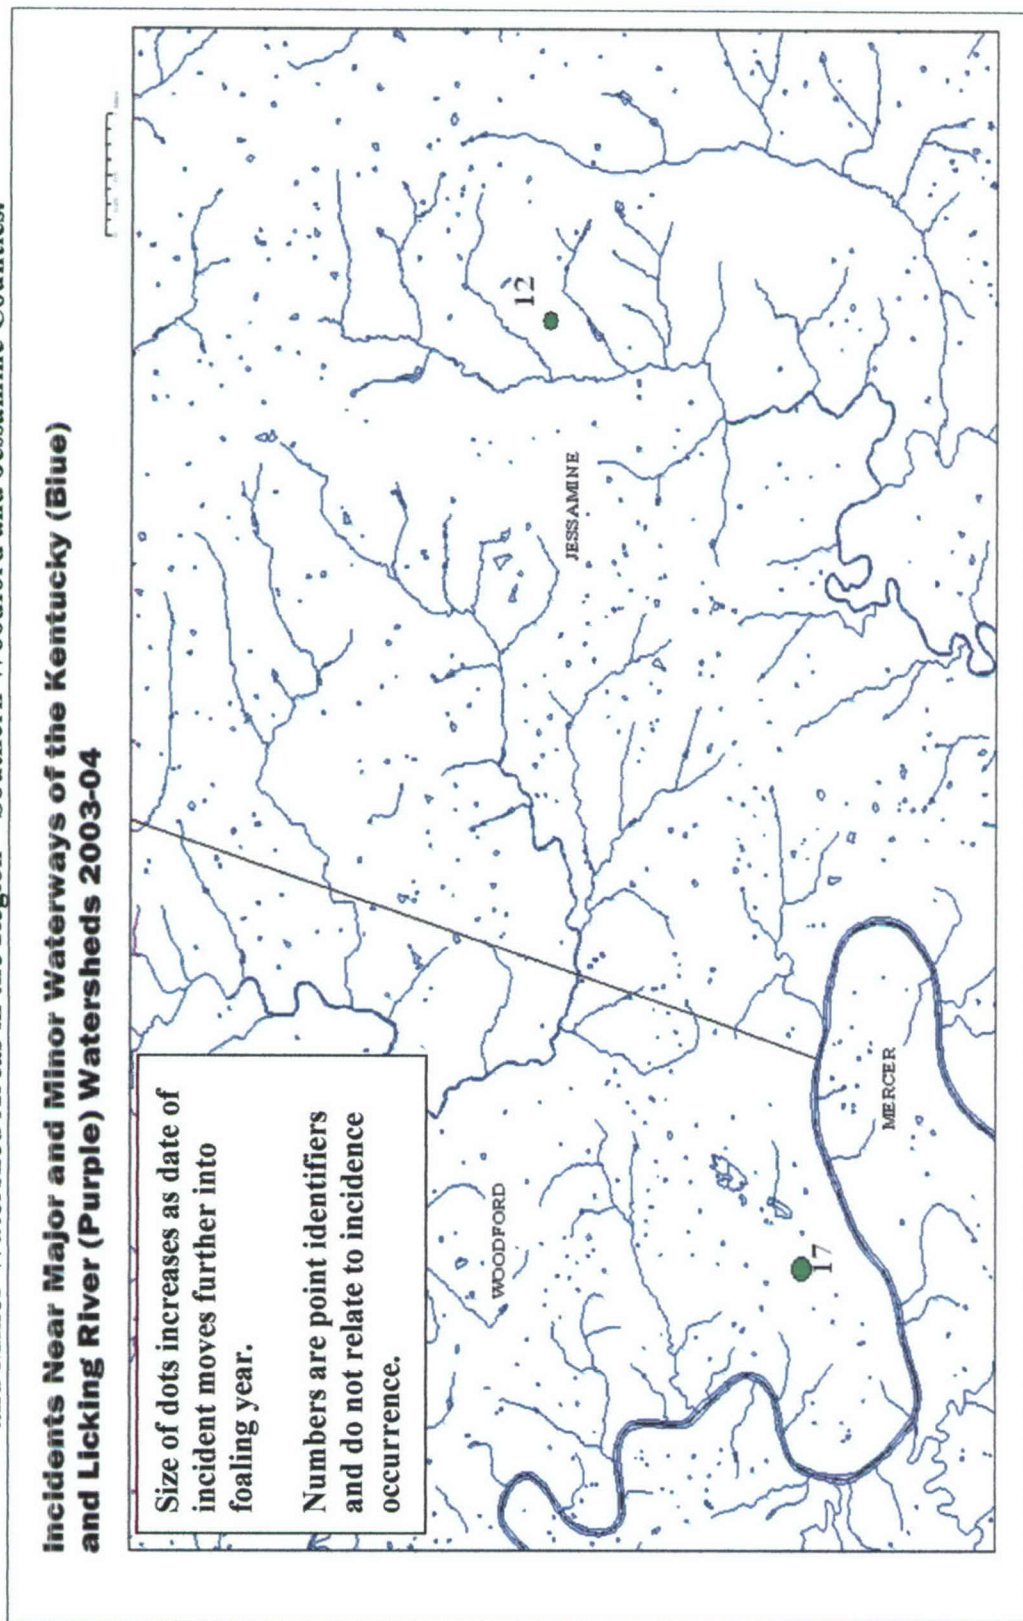 Incidents Near Major and Minor Waterways of the Kentucky (Blue)
and Licking River (Purple) Watersheds 2003-04
Size of dots increases as date of
incident moves further into
foaling year.
Numbers are point identifiers
and do not relate to incidence
occurrence.
WOODFORD
JESSAMINE
MERCER
12
17